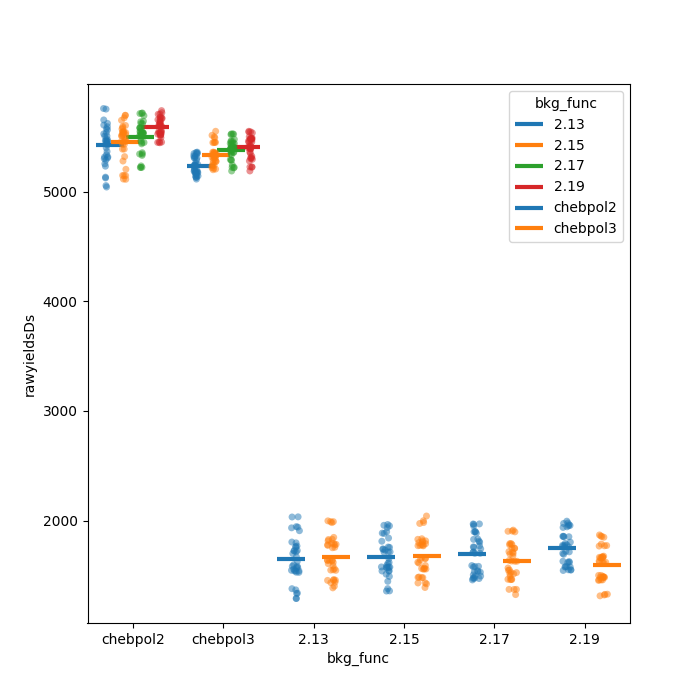 bkg_func
2.13
2.15
2.17
2.19
chebpol2
chebpol3
5000
4000
3000
2000
rawyieldsDs
chebpol2 chebpol3 2.13 2.15 2.17 2.19
bkg_func